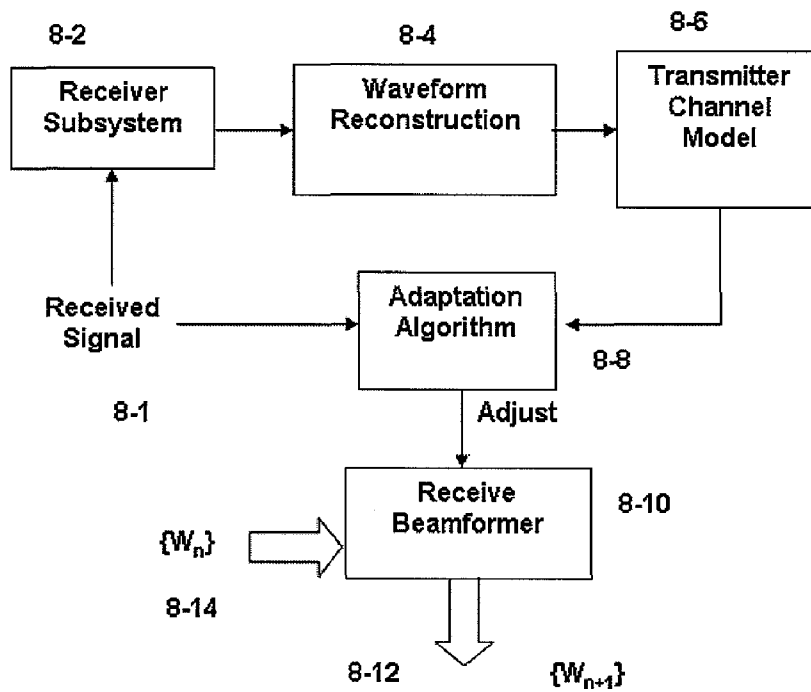 8-2
8-4
8-6
Receiver
Subsystem
Waveform
Reconstruction
Transmitter
Channel
Model
Received
Signal
Adaptation
Algorithm
8-8
8-1
Adjust
Receive
Beamformer
8-10
{Wn}
8-14
8-12
{Wn+1}